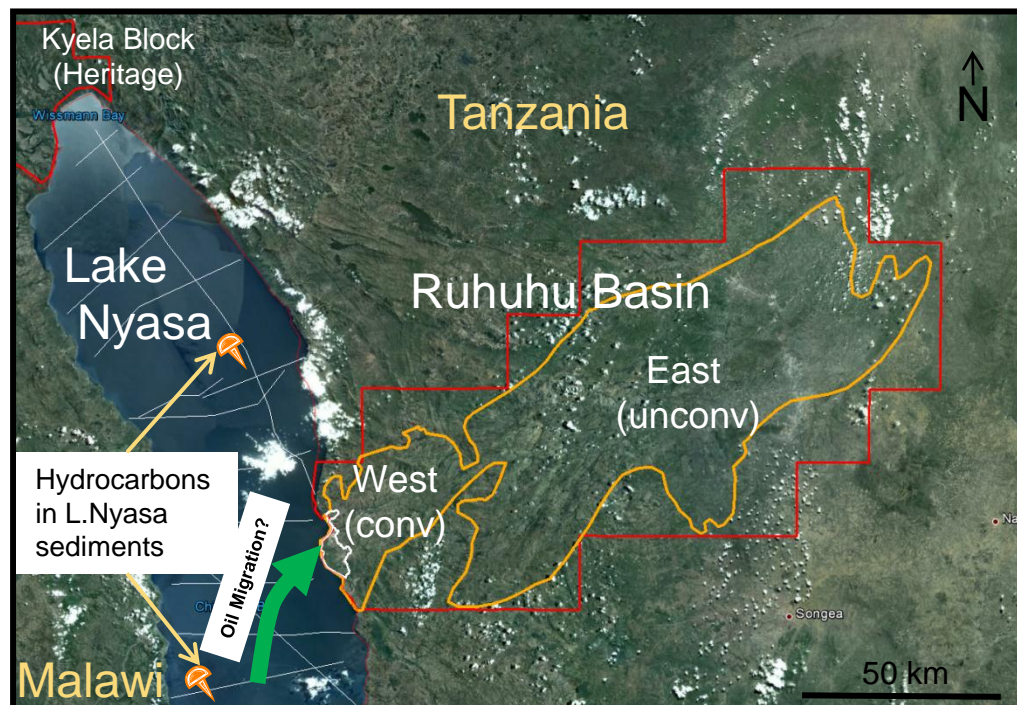 Kyela Block
(Heritage)
Wissmann Bay
Tanzania
N
Lake
Nyasa
Ruhuhu Basin
East
(unconv)
West
(conv)
Hydrocarbons
in L.Nyasa
sediments
Oil Migration?
Songea
Malawi
50 km